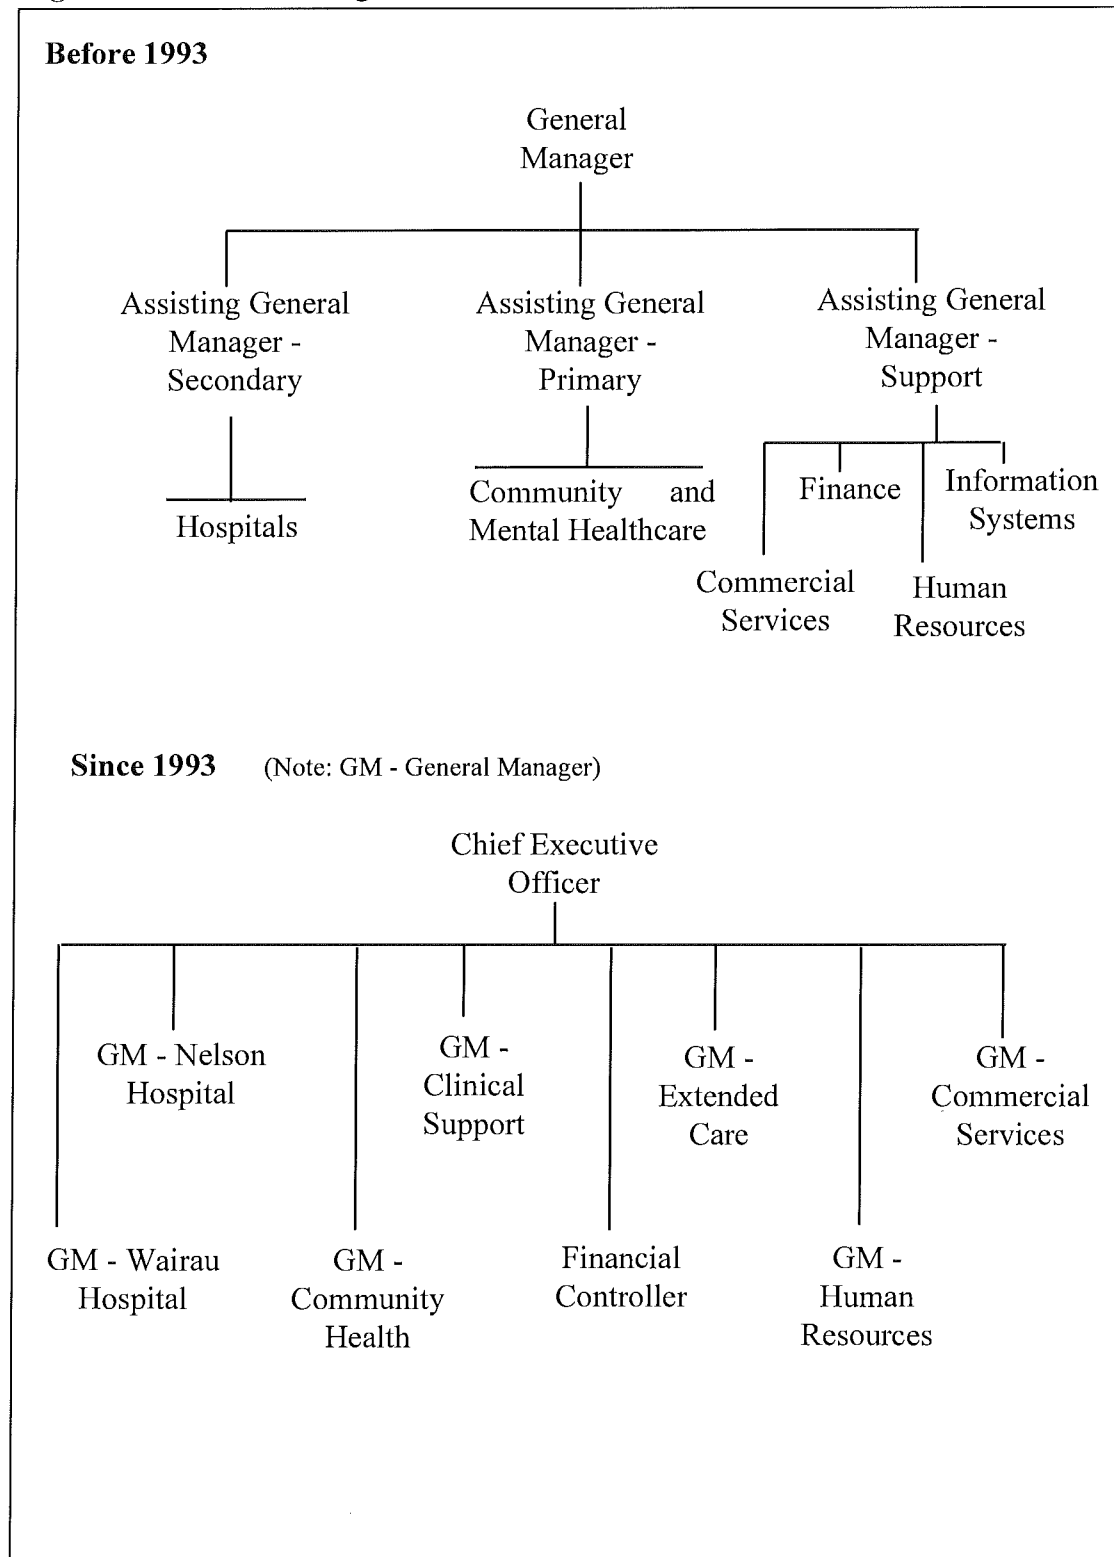 Before 1993
General
Manager
Assisting General
Manager -
Secondary
Assisting General
Manager -
Primary
Assisting General
Manager -
Support
Hospitals
Community and
Mental Healthcare
Finance
Information
Systems
Commercial
Services
Human
Resources
Since 1993 (Note: GM - General Manager)
Chief Executive
Officer
GM - Nelson
Hospital
GM -
Clinical
Support
GM -
Extended
Care
GM -
Commercial
Services
GM - Wairau
Hospital
GM -
Community
Health
Financial
Controller
GM -
Human
Resources